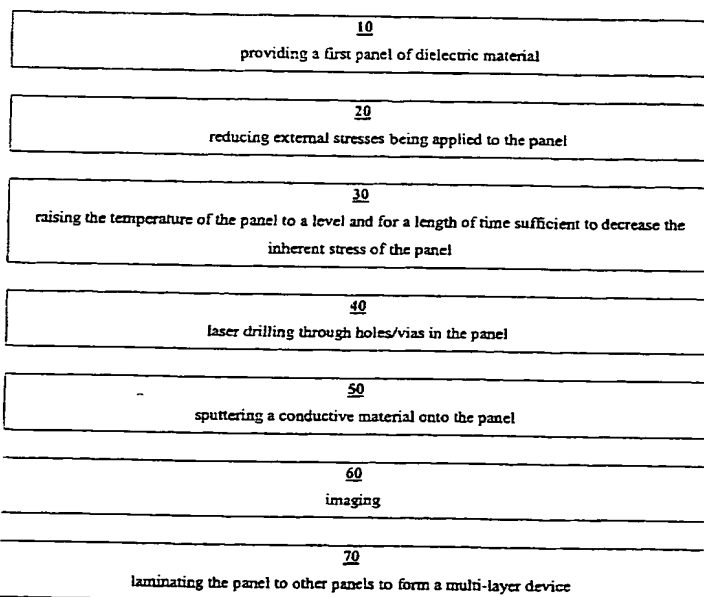 10
providing a first panel of dielectric material
20
reducing external stresses being applied to the panel
30
raising the temperature of the panel to a level and for a length of time sufficient to decrease the
inherent stress of the panel
40
laser drilling through holes/vias in the panel
50
sputtering a conductive material onto the panel
60
imaging
70
laminating the panel to other panels to form a multi-layer device